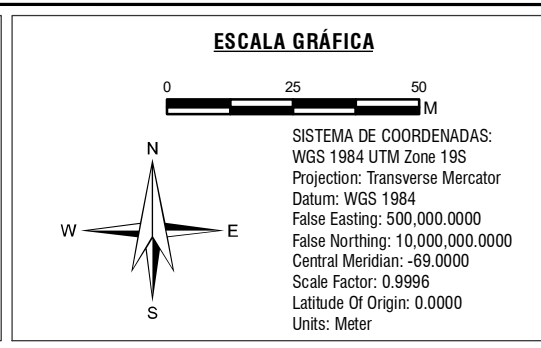 ESCALA GRÁFICA
0 25 50
M
SISTEMA DE COORDENADAS:
WGS 1984 UTM Zone 19S
Projection: Transverse Mercator
Datum: WGS 1984
False Easting: 500,000.0000
False Northing: 10,000,000.0000
Central Meridian: -69.0000
Scale Factor: 0.9996
Latitude Of Origin: 0.0000
Units: Meter
N
W E
S